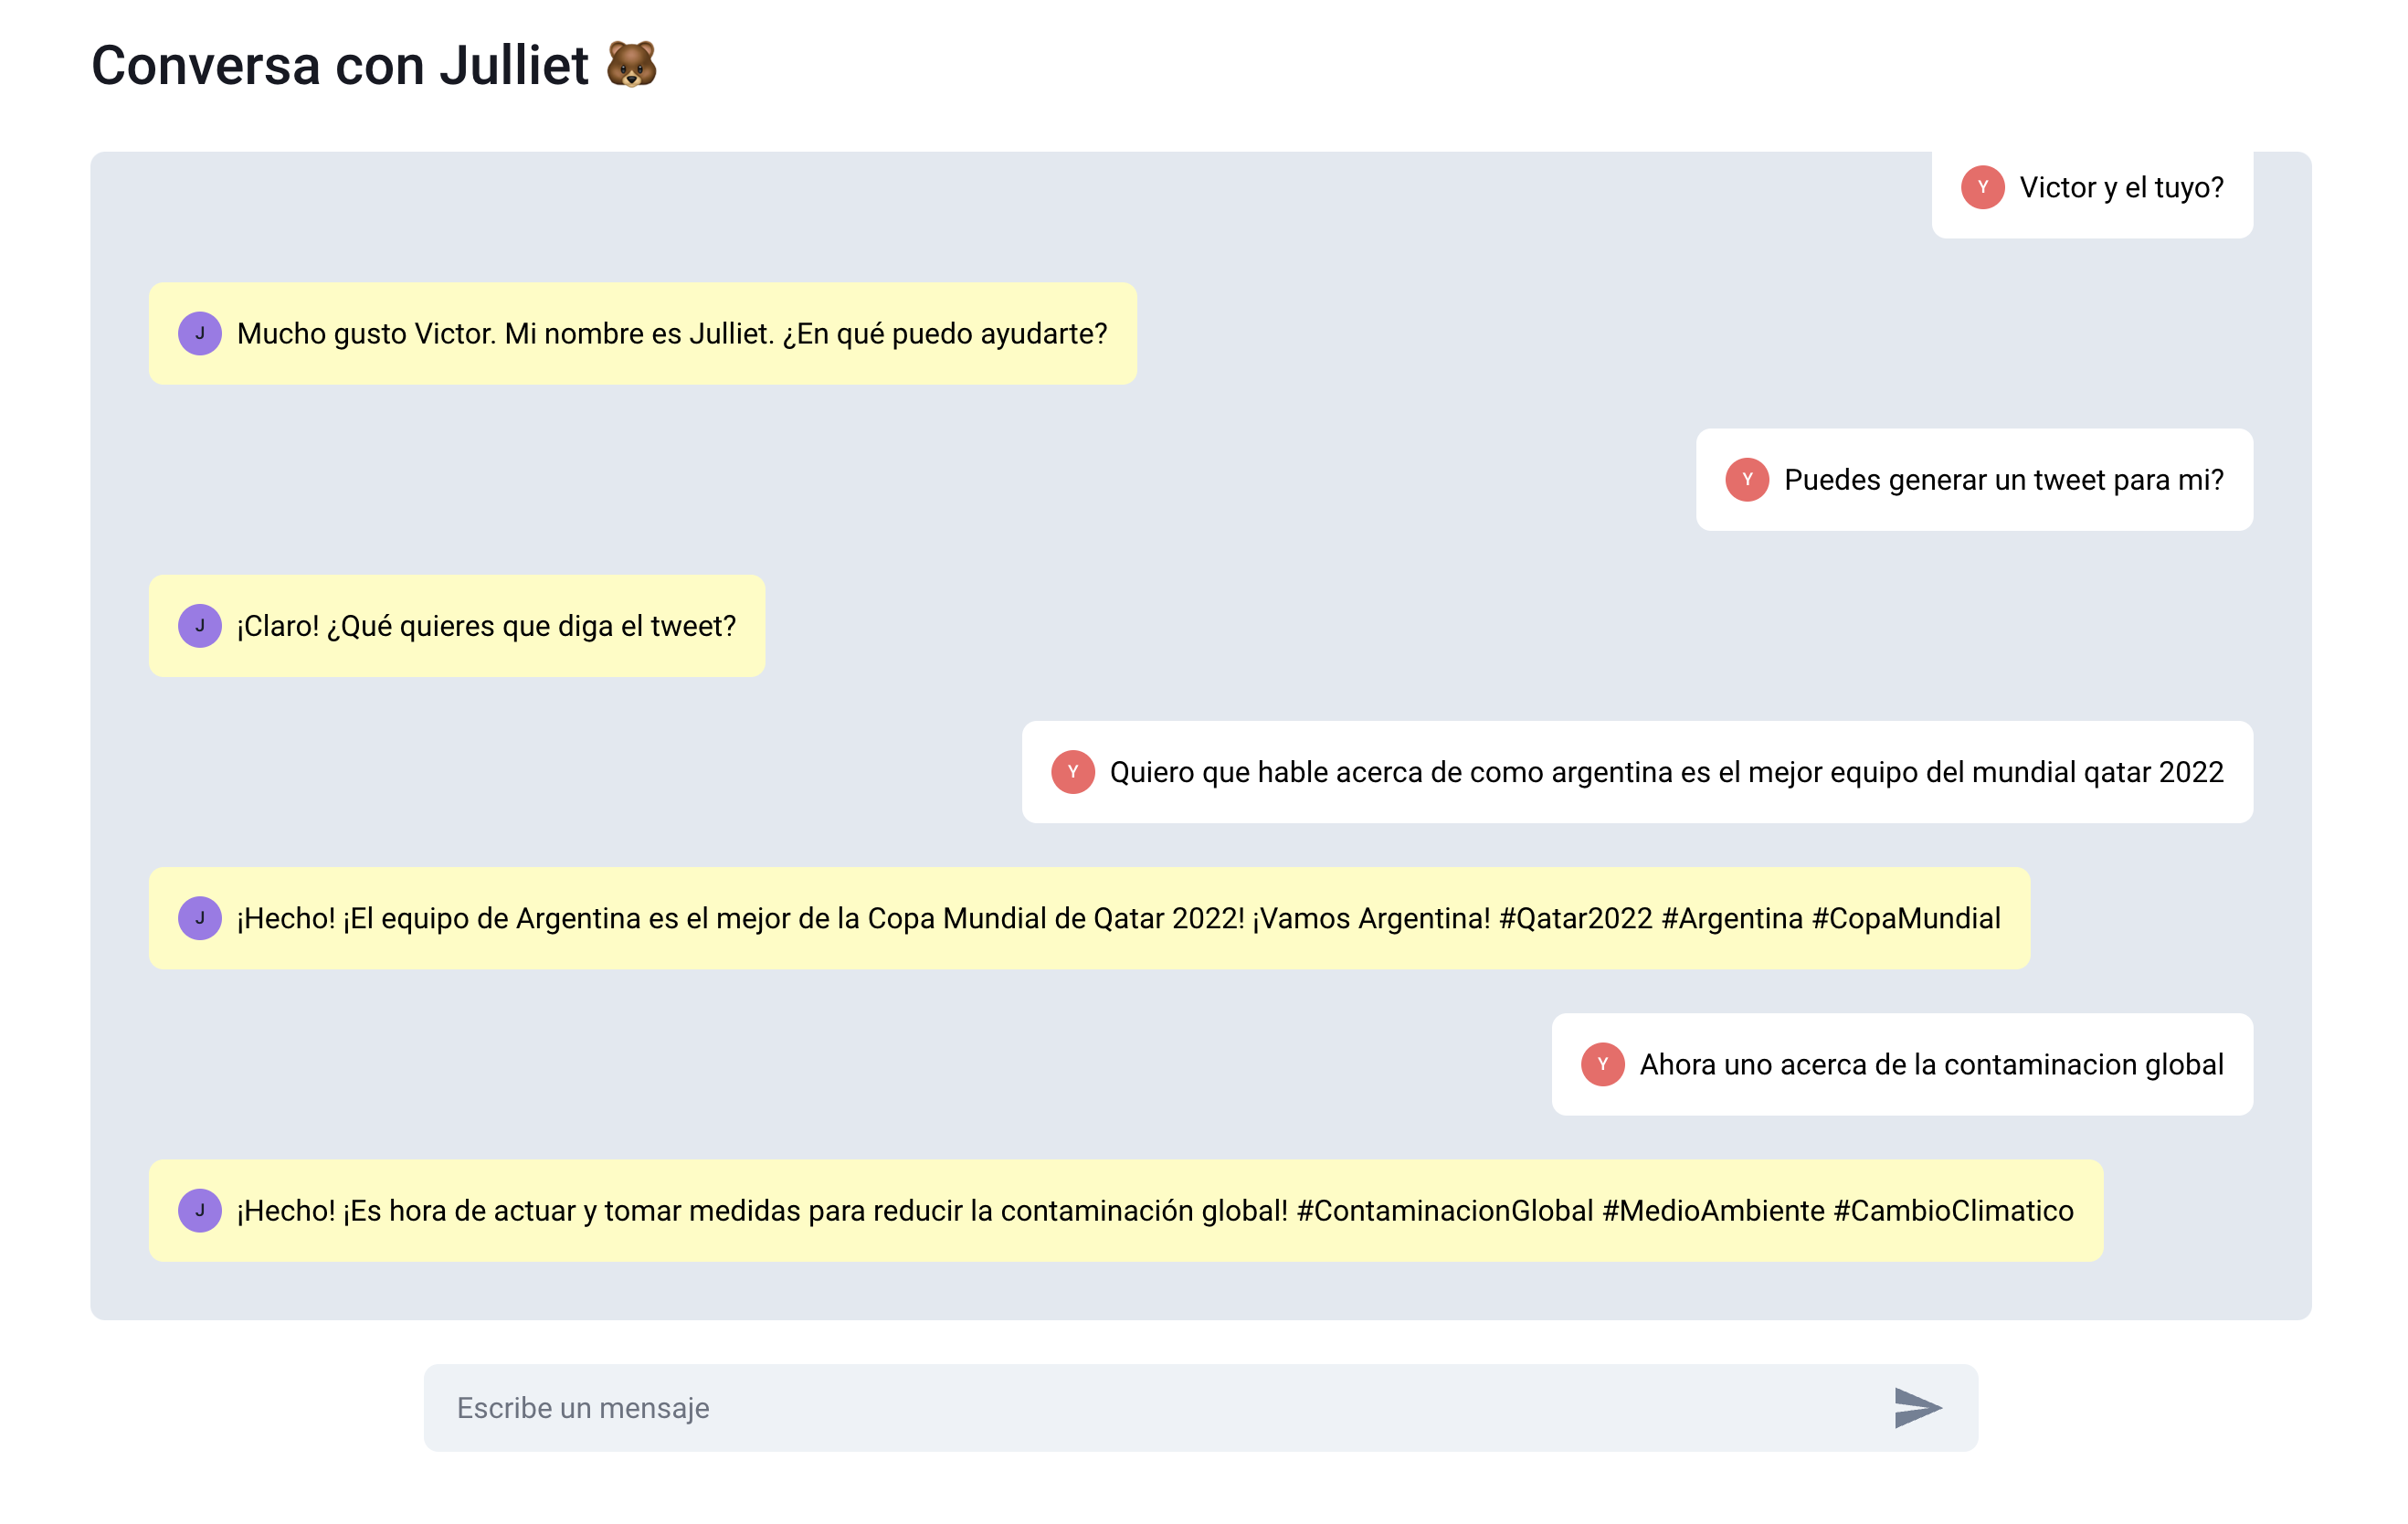 Conversa con Julliet 🐻
Y Victor y el tuyo?
J Mucho gusto Victor. Mi nombre es Julliet. ¿En qué puedo ayudarte?
Y Puedes generar un tweet para mi?
J ¡Claro! ¿Qué quieres que diga el tweet?
Y Quiero que hable acerca de como argentina es el mejor equipo del mundial qatar 2022
J ¡Hecho! ¡El equipo de Argentina es el mejor de la Copa Mundial de Qatar 2022! ¡Vamos Argentina! #Qatar2022 #Argentina #CopaMundial
Y Ahora uno acerca de la contaminacion global
J ¡Hecho! ¡Es hora de actuar y tomar medidas para reducir la contaminación global! #ContaminacionGlobal #MedioAmbiente #CambioClimatico
Escribe un mensaje